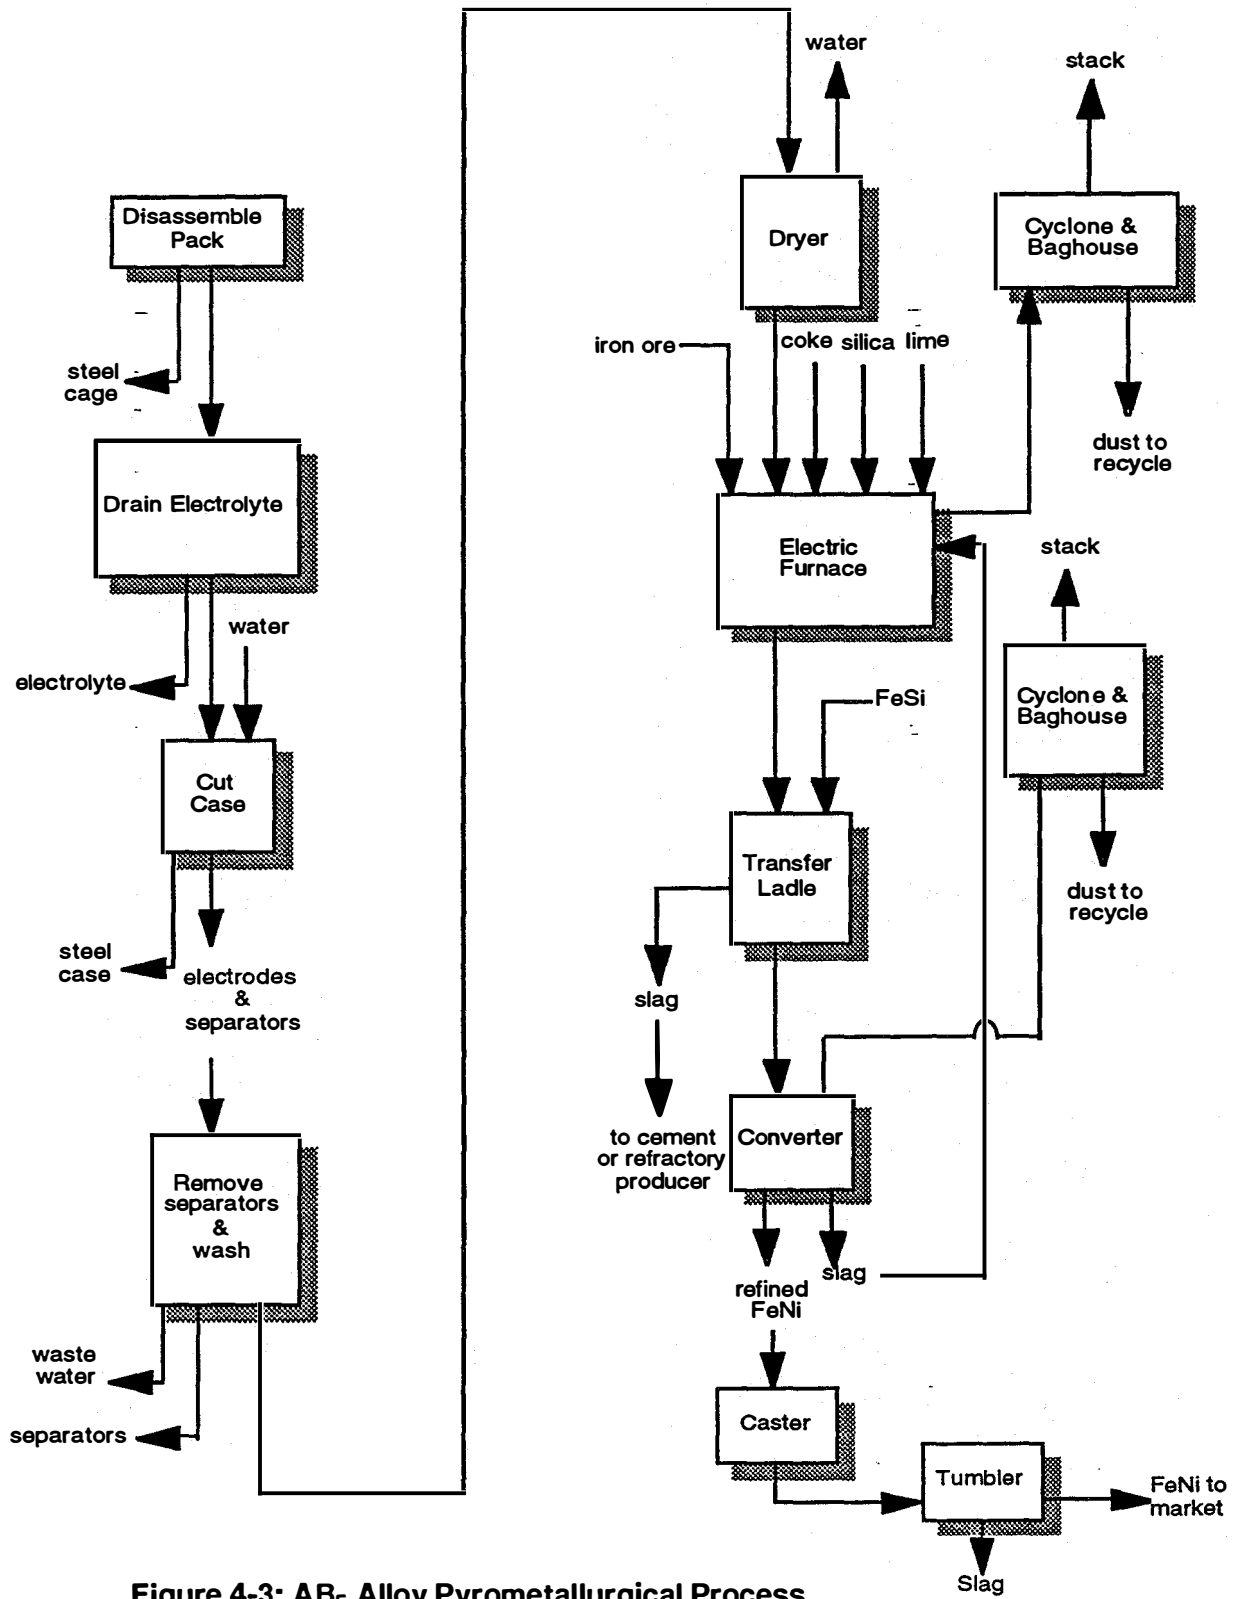 water
stack
Disassemble
Pack
Dryer
Cyclone &
Baghouse
iron ore
coke silica lime
steel
cage
dust to
recycle
Drain Electrolyte
Electric
Furnace
stack
water
electrolyte
FeSi
Cyclone &
Baghouse
Cut
Case
Transfer
Ladle
dust to
recycle
steel
case
electrodes
&
separators
slag
to cement
or refractory
producer
Converter
Remove
separators
&
wash
slag
refined
FeNi
waste
water
separators
Caster
Tumbler
FeNi to
market
Slag
Figure 4-3: AB- Alloy Pyrometallurgical Process